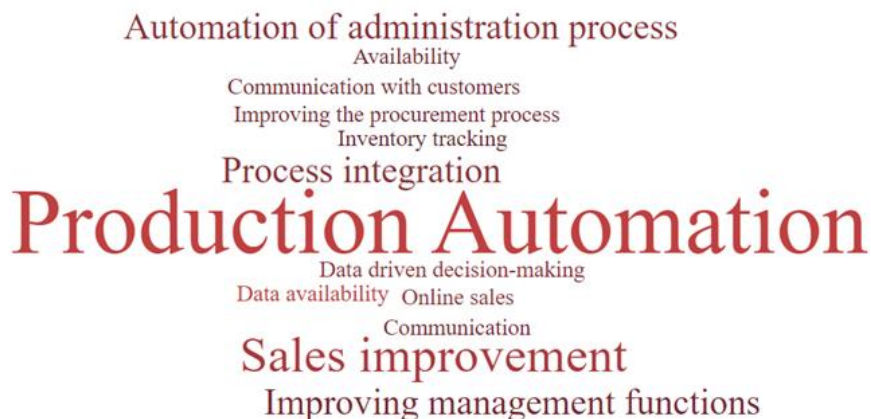 Automation of administration process
Availability
Communication with customers
Improving the procurement process
Inventory tracking
Process integration
Production Automation
Data driven decision-making
Data availability Online sales
Communication
Sales improvement
Improving management functions